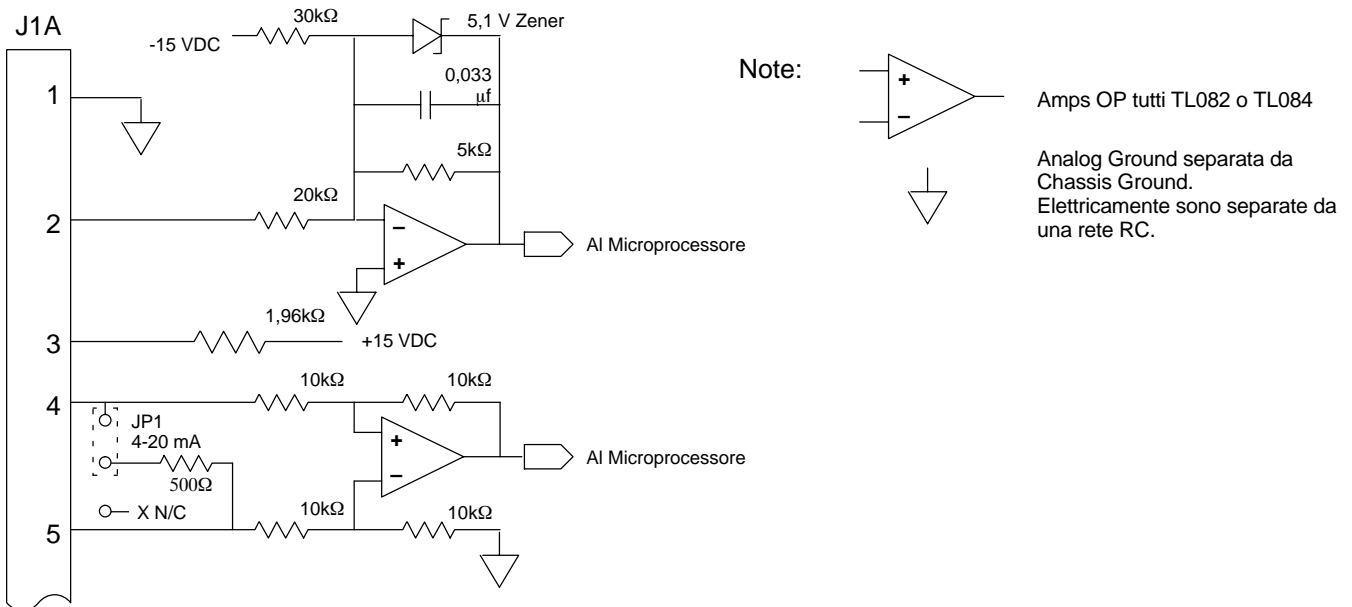 J1A
30kΩ
5,1 V Zener
-15 VDC
0,033
µf
1
5kΩ
20kΩ
2
−
+
Al Microprocessore
1,96kΩ
3
+15 VDC
10kΩ
10kΩ
4
JP1
4-20 mA
500Ω
+
−
Al Microprocessore
X N/C
10kΩ
10kΩ
5
Note:
+
−
Amps OP tutti TL082 o TL084
Analog Ground separata da
Chassis Ground.
Elettricamente sono separate da
una rete RC.